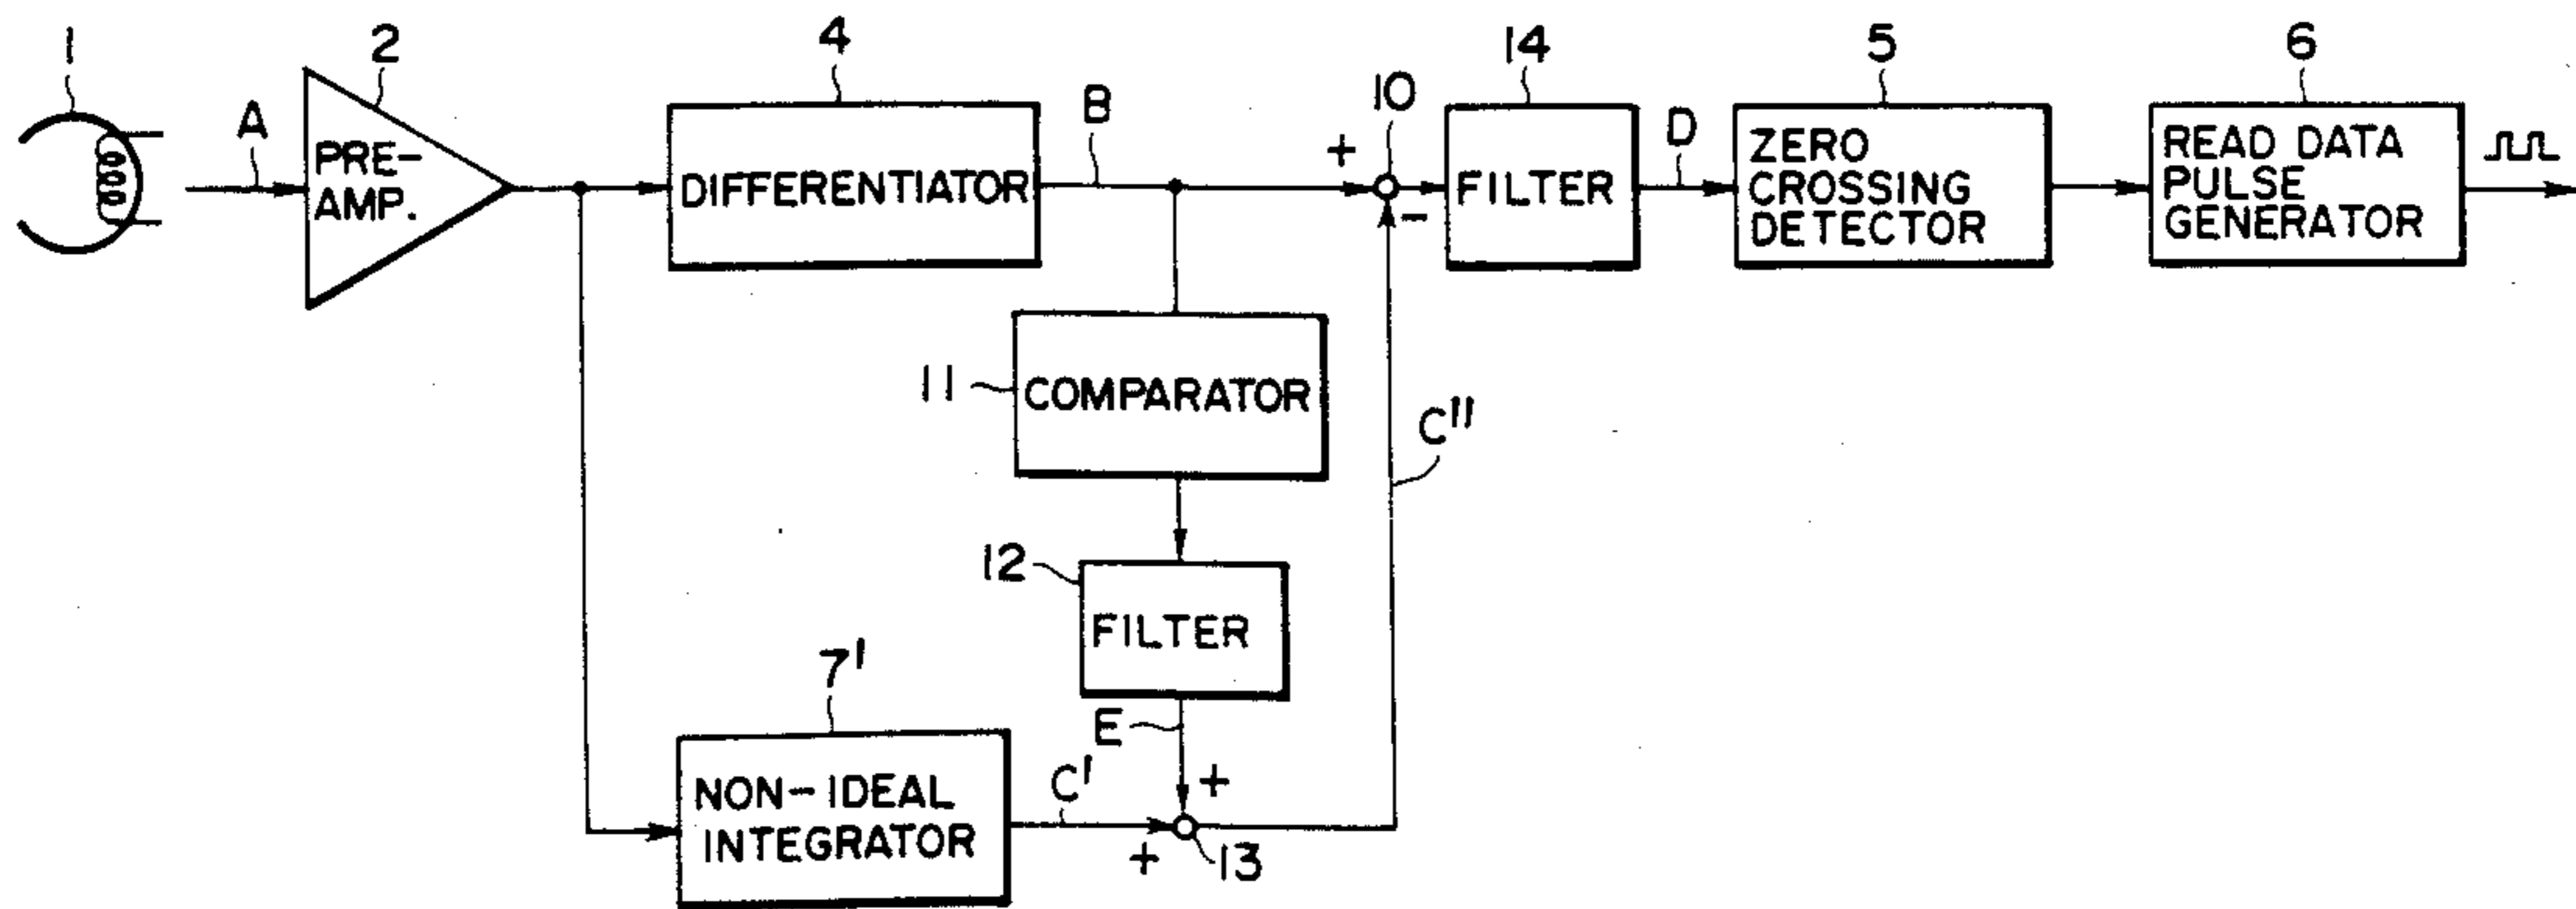 1
2
4
14
5
6
A
PRE-
AMP.
DIFFERENTIATOR
B
+
10
-
FILTER
D
ZERO
CROSSING
DETECTOR
READ DATA
PULSE
GENERATOR
11
COMPARATOR
C''
12
FILTER
7'
E
+
NON-IDEAL
INTEGRATOR
C'
+
13